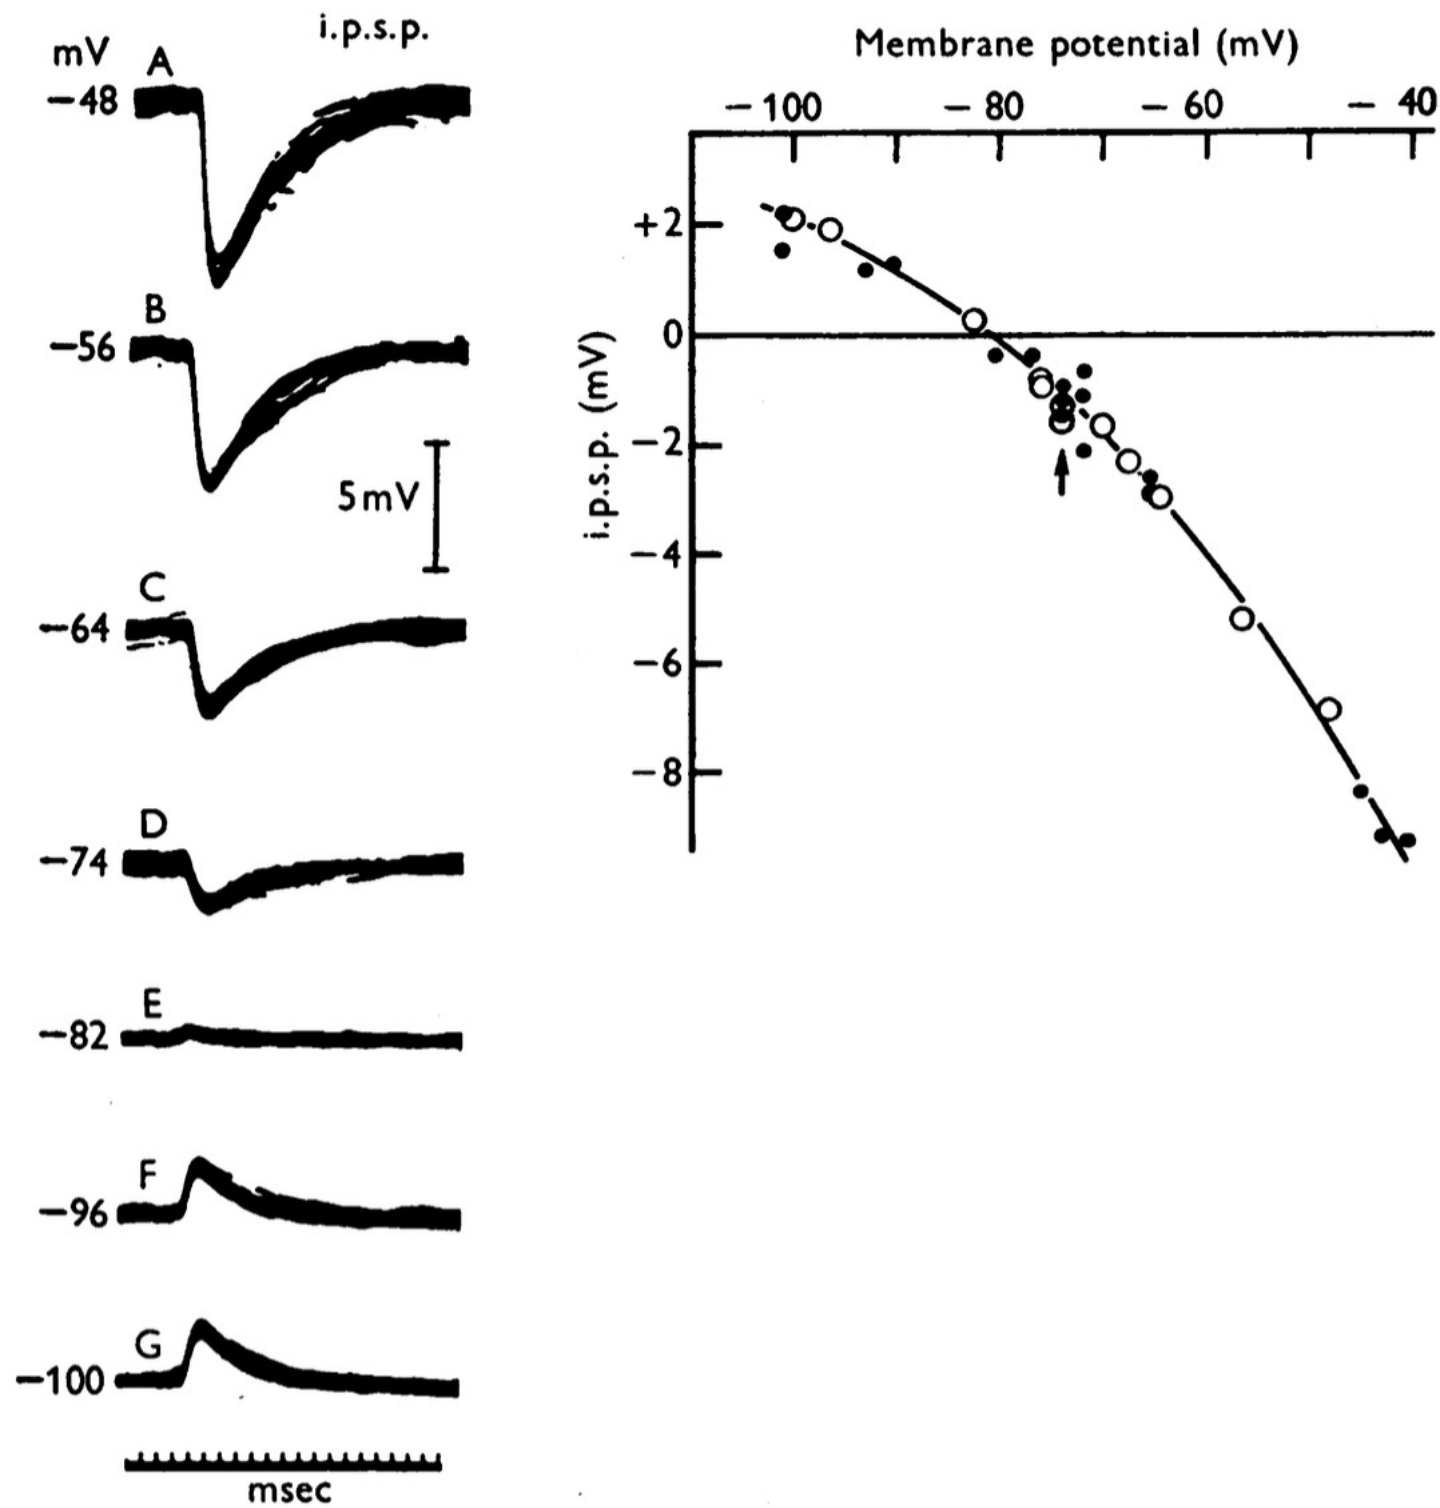 i.p.s.p.
mV
A
−48
B
−56
5mV
C
−64
D
−74
E
−82
F
−96
G
−100
msec
Membrane potential (mV)
−100 −80 −60 −40
i.p.s.p. (mV)
+2
0
−2
−4
−6
−8